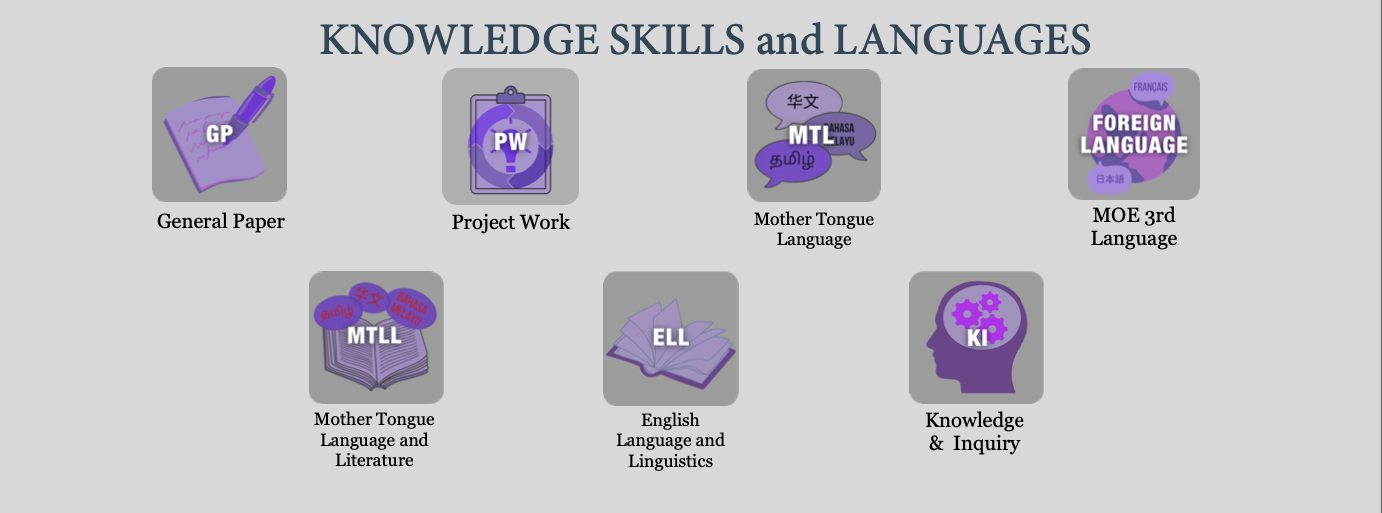 KNOWLEDGE SKILLS and LANGUAGES
GP
General Paper
PW
Project Work
华文
MTL
BAHASA
MELAYU
தமிழ்
Mother Tongue
Language
FRANÇAIS
FOREIGN
LANGUAGE
日本語
MOE 3rd
Language
தமிழ்
华文
BAHASA
MELAYU
MTLL
Mother Tongue
Language and
Literature
ELL
English
Language and
Linguistics
KI
Knowledge
& Inquiry